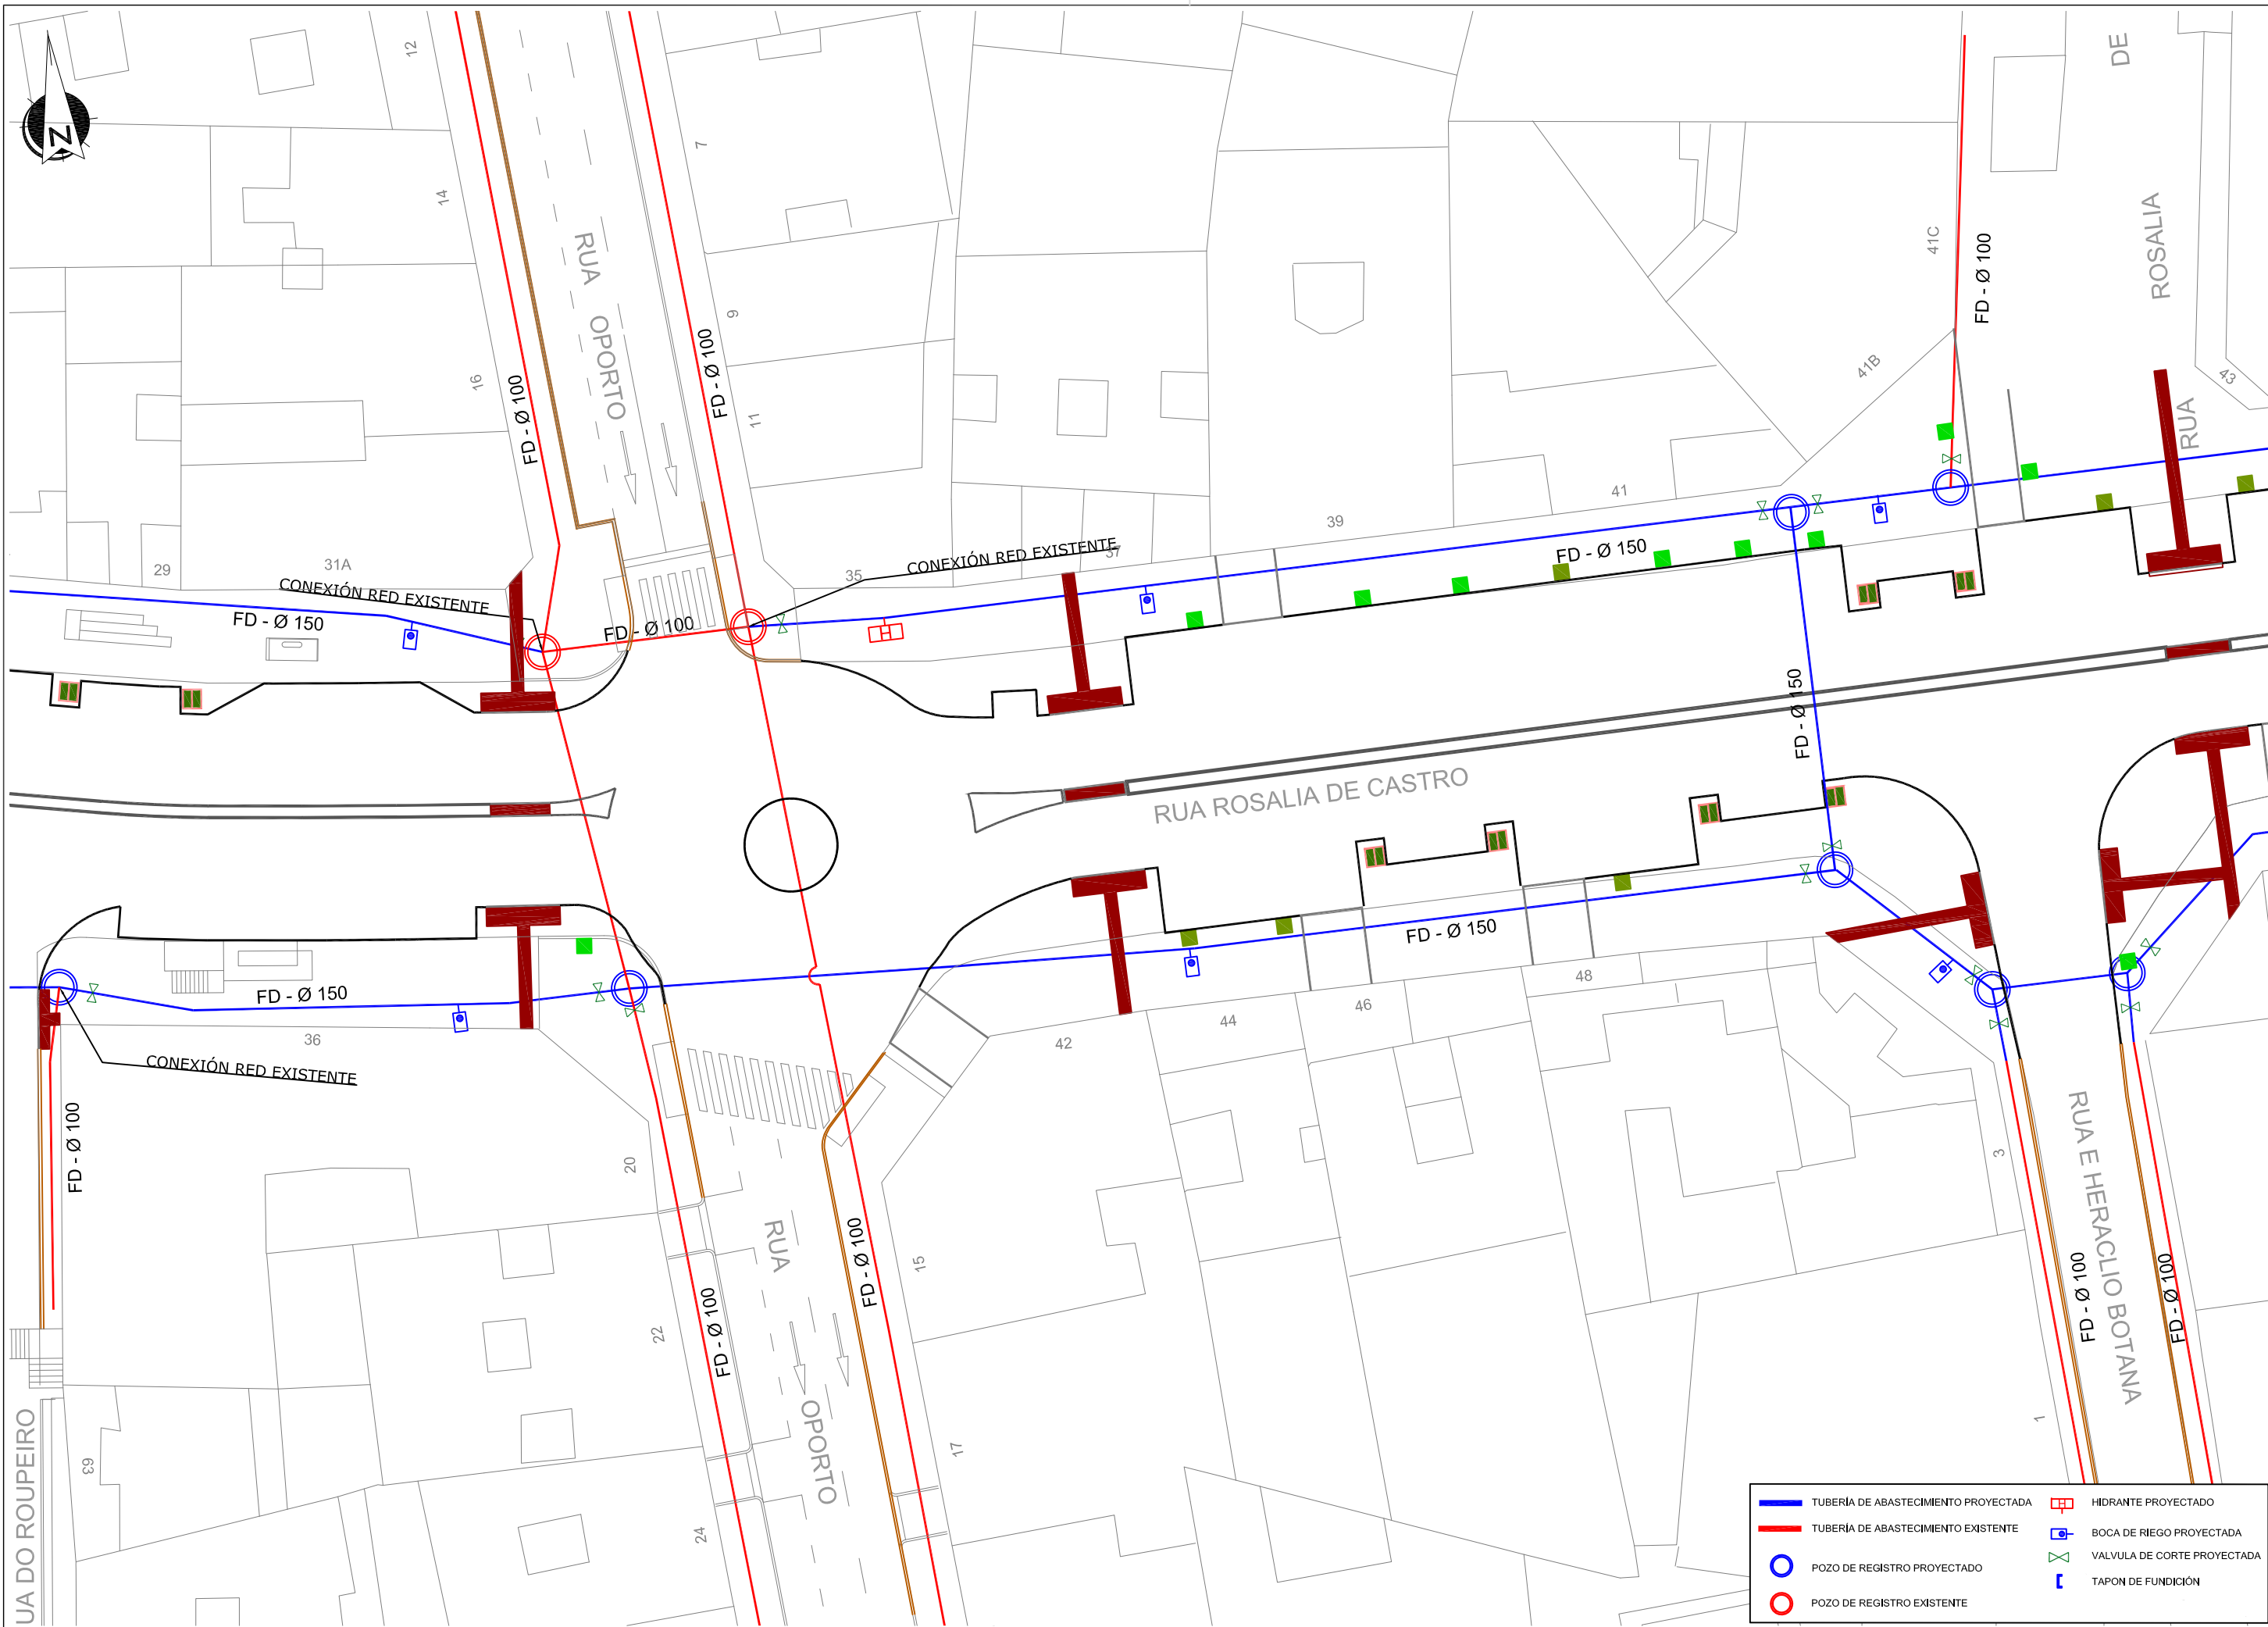 N
12
14
16
7
9
11
RUA
OPORTO
FD - Ø 100
FD - Ø 100
DE
ROSALIA
RUA
41C
FD - Ø 100
41B
43
41
39
37
35
29
31A
CONEXIÓN RED EXISTENTE
CONEXIÓN RED EXISTENTE
FD - Ø 150
FD - Ø 100
FD - Ø 150
FD - Ø 150
RUA ROSALIA DE CASTRO
FD - Ø 150
FD - Ø 150
36
CONEXIÓN RED EXISTENTE
FD - Ø 100
42
44
46
48
20
22
24
RUA
OPORTO
FD - Ø 100
FD - Ø 100
15
17
3
1
RUA E HERACLIO BOTANA
FD - Ø 100
FD - Ø 100
63
UA DO ROUPEIRO
TUBERÍA DE ABASTECIMIENTO PROYECTADA
TUBERÍA DE ABASTECIMIENTO EXISTENTE
POZO DE REGISTRO PROYECTADO
POZO DE REGISTRO EXISTENTE
HIDRANTE PROYECTADO
BOCA DE RIEGO PROYECTADA
VALVULA DE CORTE PROYECTADA
TAPON DE FUNDICIÓN